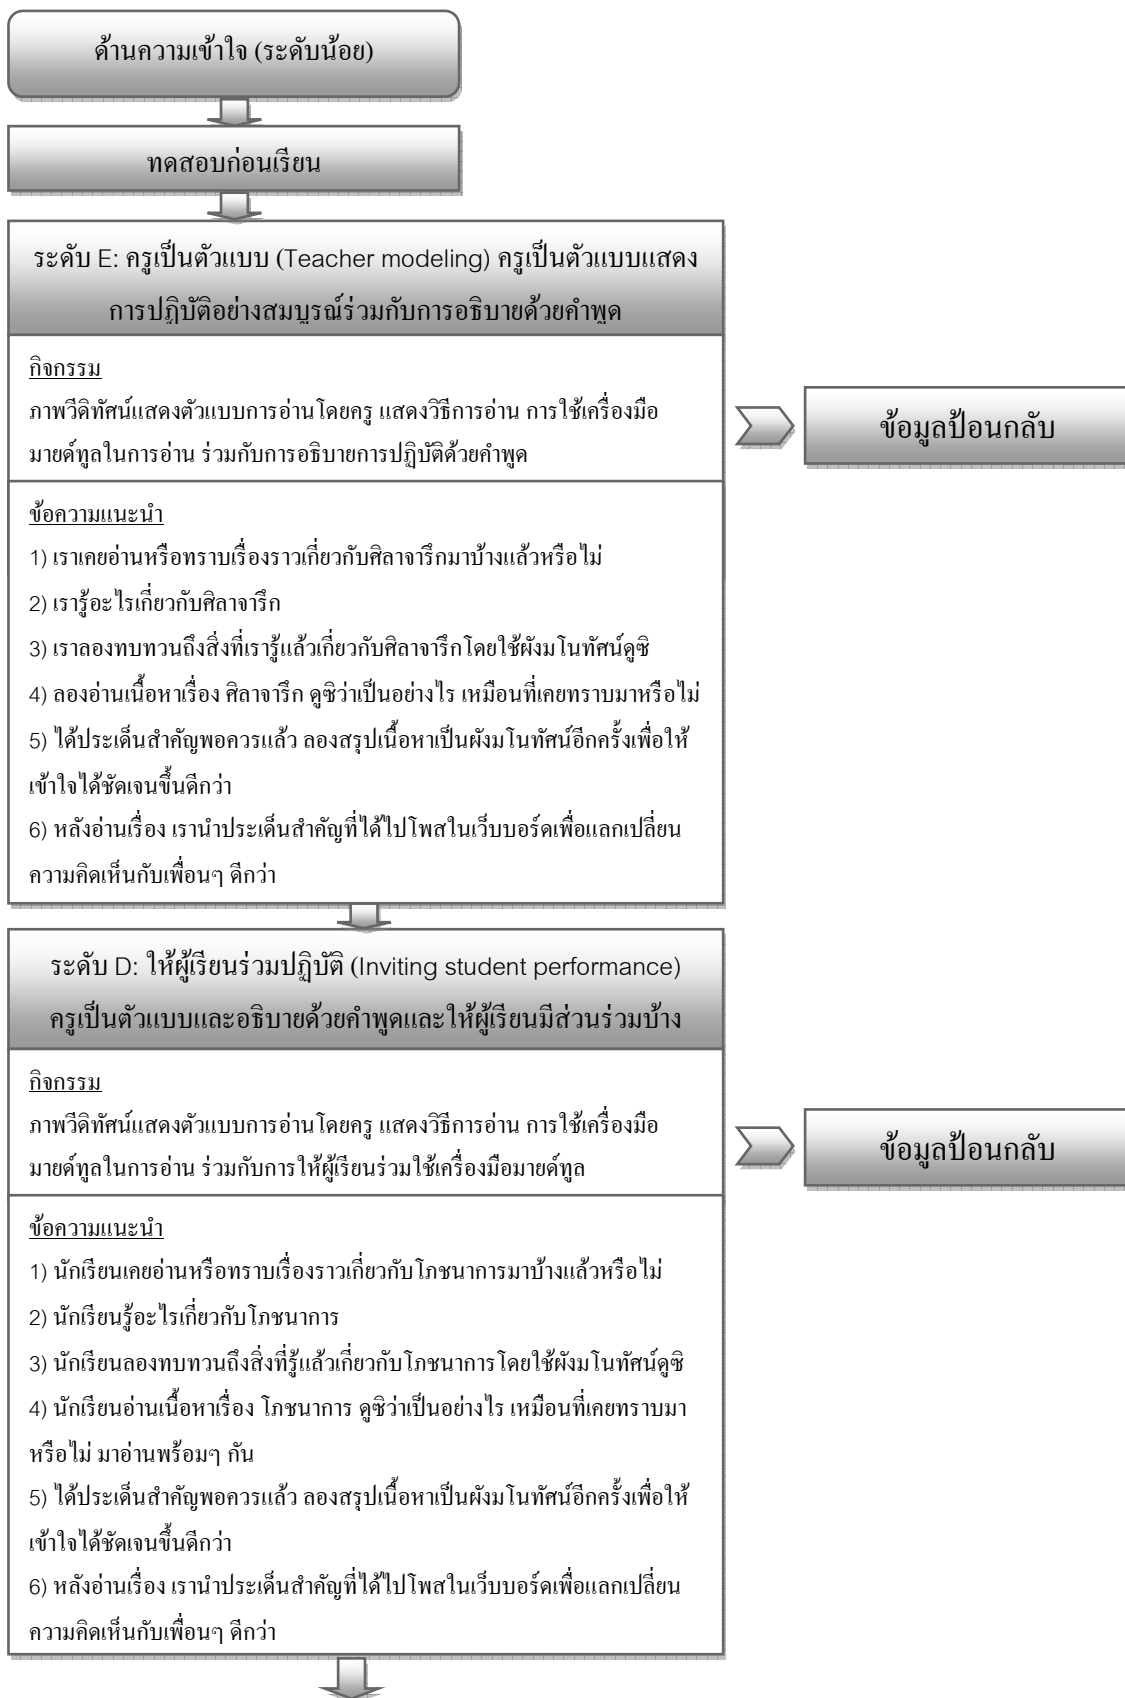 ด้านความเข้าใจ (ระดับน้อย)
ทดสอบก่อนเรียน
ระดับ E: ครูเป็นตัวแบบ (Teacher modeling) ครูเป็นตัวแบบแสดง
การปฏิบัติอย่างสมบูรณ์ร่วมกับการอธิบายด้วยคำพูด
กิจกรรม
ภาพวีดิทัศน์แสดงตัวแบบการอ่านโดยครู แสดงวิธีการอ่าน การใช้เครื่องมือ
มายด์ทูลในการอ่าน ร่วมกับการอธิบายการปฏิบัติด้วยคำพูด
ข้อมูลป้อนกลับ
ข้อความแนะนำ
1) เราเคยอ่านหรือทราบเรื่องราวเกี่ยวกับศิลาจารึกมาบ้างแล้วหรือไม่
2) เรารู้อะไรเกี่ยวกับศิลาจารึก
3) เราลองทบทวนถึงสิ่งที่เรารู้แล้วเกี่ยวกับศิลาจารึกโดยใช้ผังมโนทัศน์ดูซิ
4) ลองอ่านเนื้อหาเรื่อง ศิลาจารึก ดูซิว่าเป็นอย่างไร เหมือนที่เคยทราบมาหรือไม่
5) ได้ประเด็นสำคัญพอควรแล้ว ลองสรุปเนื้อหาเป็นผังมโนทัศน์อีกครั้งเพื่อให้
เข้าใจได้ชัดเจนขึ้นดีกว่า
6) หลังอ่านเรื่อง เรานำประเด็นสำคัญที่ได้ไปโพสในเว็บบอร์ดเพื่อแลกเปลี่ยน
ความคิดเห็นกับเพื่อนๆ ดีกว่า
ระดับ D: ให้ผู้เรียนร่วมปฏิบัติ (Inviting student performance)
ครูเป็นตัวแบบและอธิบายด้วยคำพูดและให้ผู้เรียนมีส่วนร่วมบ้าง
กิจกรรม
ภาพวีดิทัศน์แสดงตัวแบบการอ่านโดยครู แสดงวิธีการอ่าน การใช้เครื่องมือ
มายด์ทูลในการอ่าน ร่วมกับการให้ผู้เรียนร่วมใช้เครื่องมือมายด์ทูล
ข้อมูลป้อนกลับ
ข้อความแนะนำ
1) นักเรียนเคยอ่านหรือทราบเรื่องราวเกี่ยวกับโภชนาการมาบ้างแล้วหรือไม่
2) นักเรียนรู้อะไรเกี่ยวกับโภชนาการ
3) นักเรียนลองทบทวนถึงสิ่งที่รู้แล้วเกี่ยวกับโภชนาการโดยใช้ผังมโนทัศน์ดูซิ
4) นักเรียนอ่านเนื้อหาเรื่อง โภชนาการ ดูซิว่าเป็นอย่างไร เหมือนที่เคยทราบมา
หรือไม่ มาอ่านพร้อมๆ กัน
5) ได้ประเด็นสำคัญพอควรแล้ว ลองสรุปเนื้อหาเป็นผังมโนทัศน์อีกครั้งเพื่อให้
เข้าใจได้ชัดเจนขึ้นดีกว่า
6) หลังอ่านเรื่อง เรานำประเด็นสำคัญที่ได้ไปโพสในเว็บบอร์ดเพื่อแลกเปลี่ยน
ความคิดเห็นกับเพื่อนๆ ดีกว่า